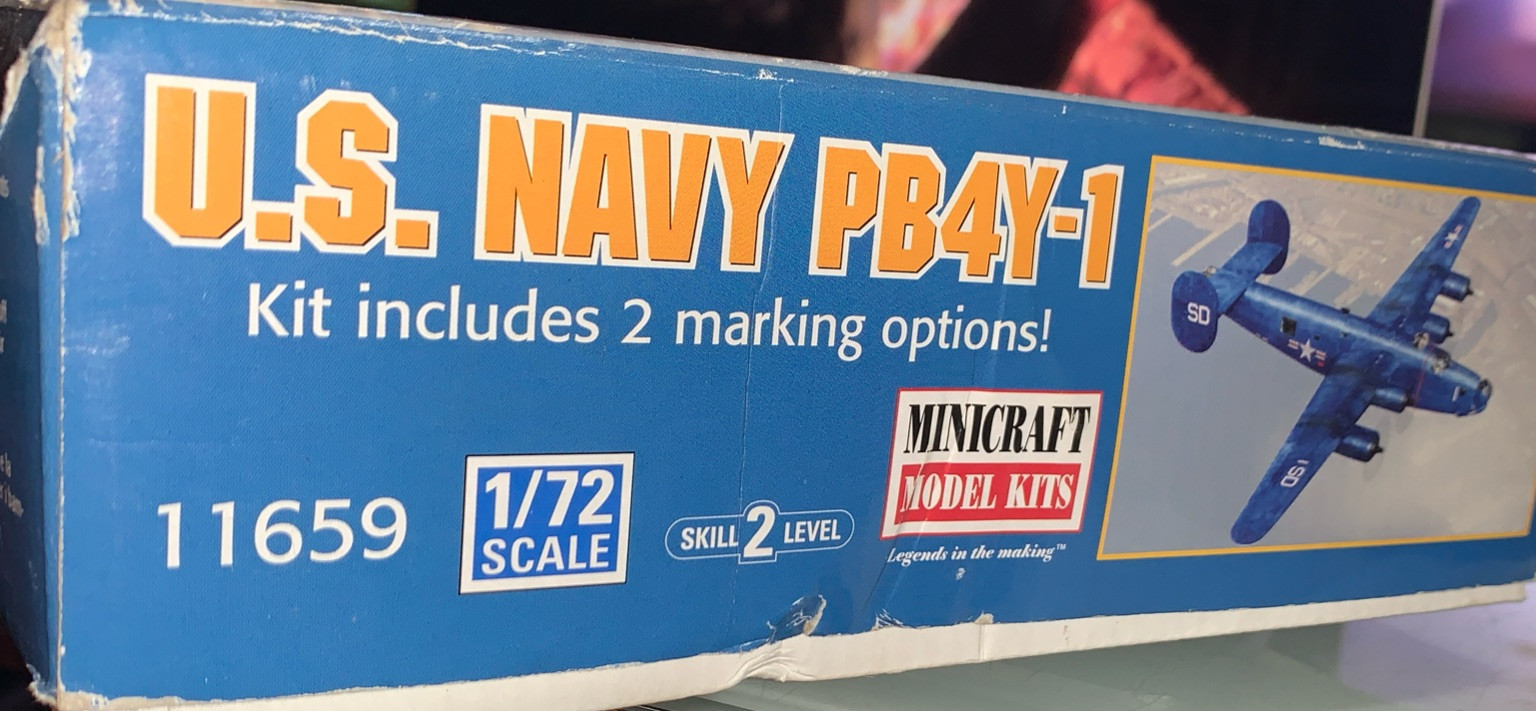 U.S. NAVY PB4Y-1
Kit includes 2 marking options!
11659
1/72
SCALE
SKILL 2 LEVEL
MINICRAFT
MODEL KITS
Legends in the making™
SD
SD